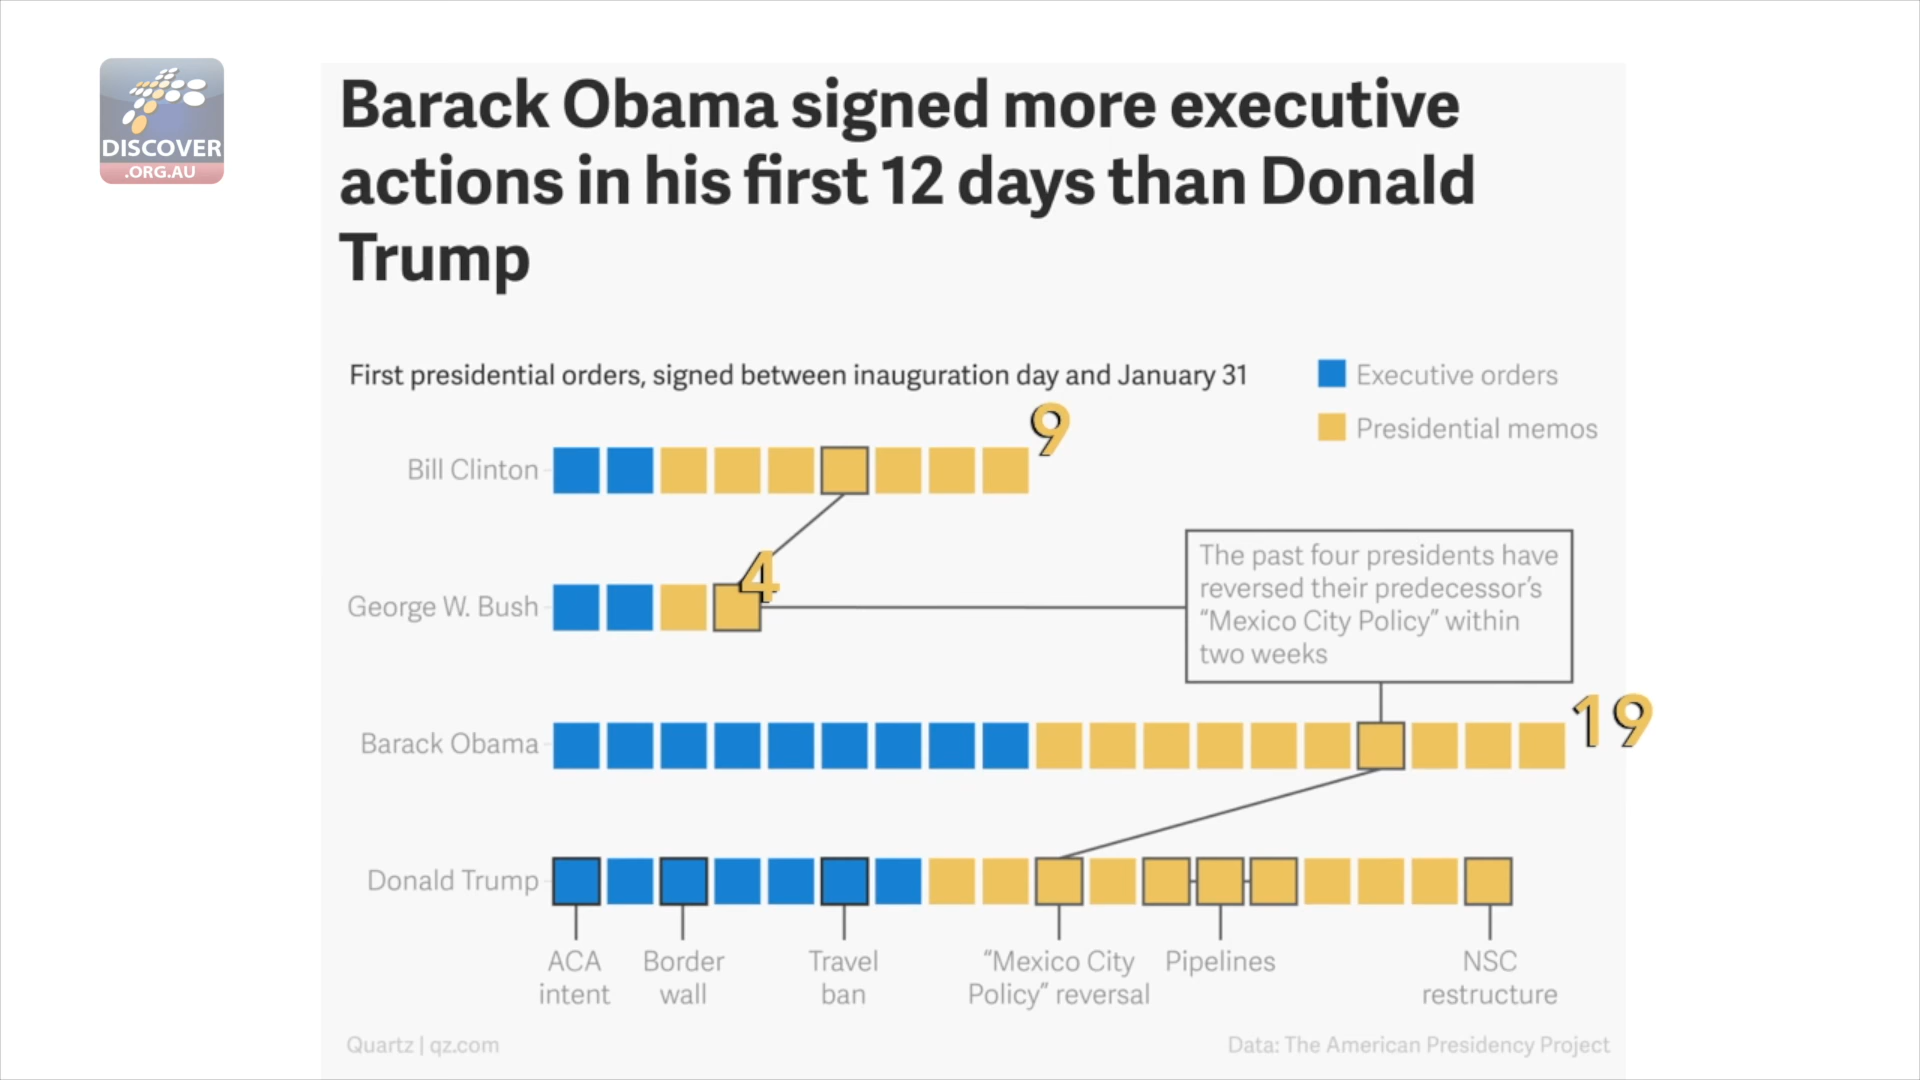 DISCOVER
.ORG.AU
Barack Obama signed more executive
actions in his first 12 days than Donald
Trump
First presidential orders, signed between inauguration day and January 31
Executive orders
Presidential memos
9
Bill Clinton
4
George W. Bush
The past four presidents have
reversed their predecessor’s
“Mexico City Policy” within
two weeks
19
Barack Obama
Donald Trump
ACA
intent
Border
wall
Travel
ban
“Mexico City
Policy” reversal
Pipelines
NSC
restructure
Quartz | qz.com
Data: The American Presidency Project